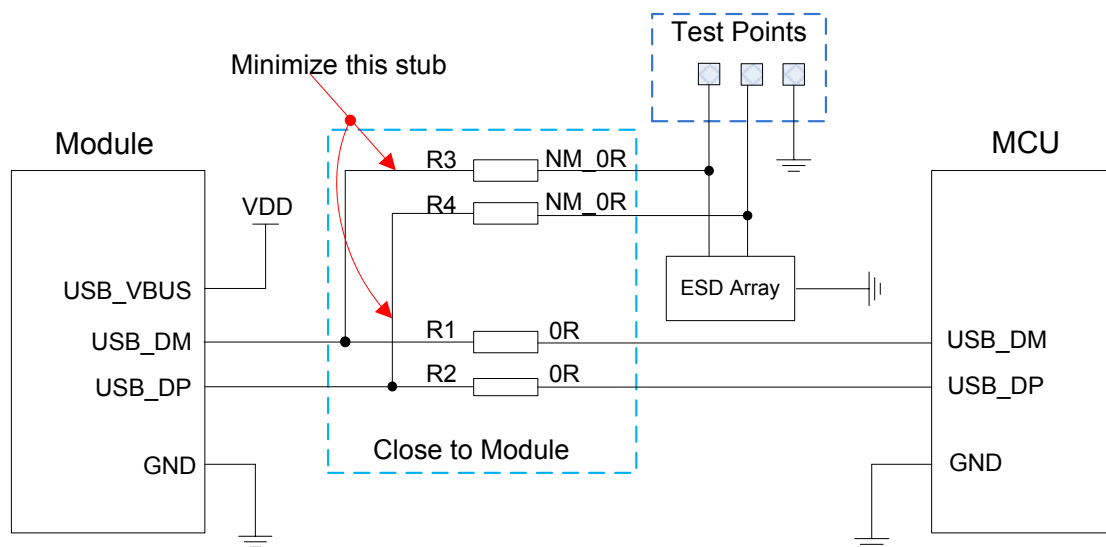 Test Points
Minimize this stub
Module
MCU
R3 NM_0R
VDD
R4 NM_0R
USB_VBUS
ESD Array
USB_DM
R1 0R
USB_DM
USB_DP
R2 0R
USB_DP
Close to Module
GND
GND